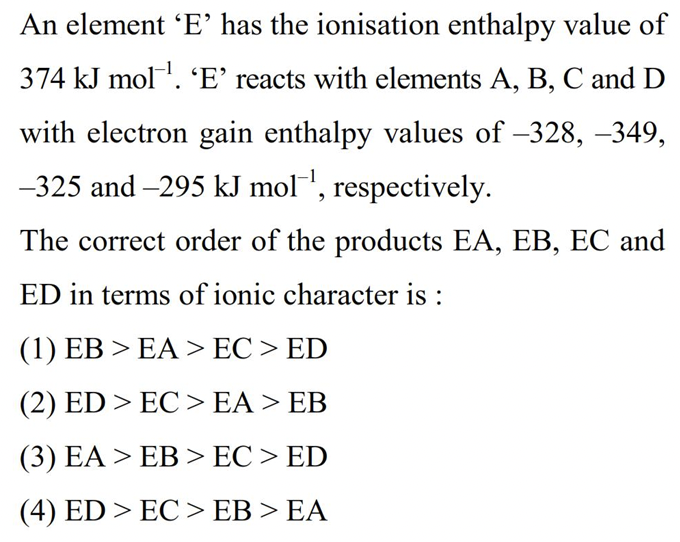 An element ‘E’ has the ionisation enthalpy value of
374 kJ mol⁻¹. ‘E’ reacts with elements A, B, C and D
with electron gain enthalpy values of –328, –349,
–325 and –295 kJ mol⁻¹, respectively.
The correct order of the products EA, EB, EC and
ED in terms of ionic character is :
(1) EB > EA > EC > ED
(2) ED > EC > EA > EB
(3) EA > EB > EC > ED
(4) ED > EC > EB > EA